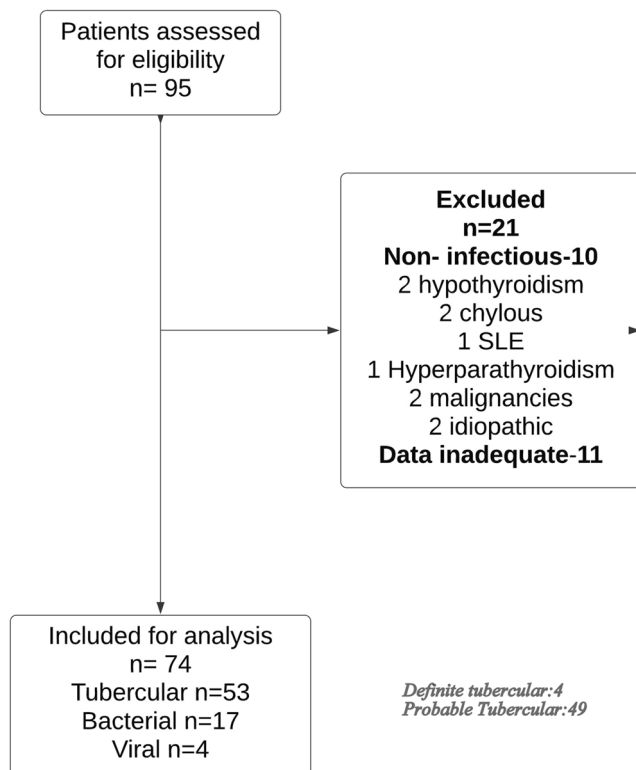 Patients assessed
for eligibility
n= 95
Excluded
n=21
Non- infectious-10
2 hypothyroidism
2 chylous
1 SLE
1 Hyperparathyroidism
2 malignancies
2 idiopathic
Data inadequate-11
Included for analysis
n= 74
Tubercular n=53
Bacterial n=17
Viral n=4
Definite tubercular:4
Probable Tubercular:49